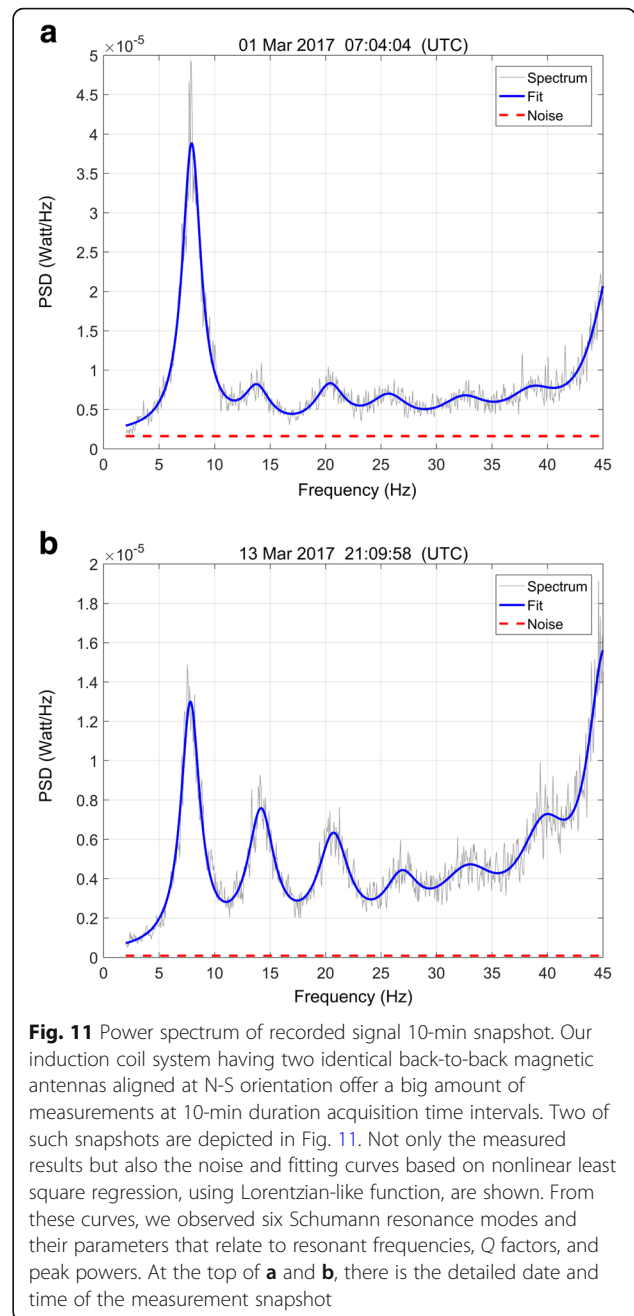 a
01 Mar 2017 07:04:04 (UTC)
×10⁻⁵
5
4.5
4
3.5
3
2.5
2
1.5
1
0.5
0
PSD (Watt/Hz)
Spectrum
Fit
Noise
0 5 10 15 20 25 30 35 40 45
Frequency (Hz)
b
13 Mar 2017 21:09:58 (UTC)
×10⁻⁵
2
1.8
1.6
1.4
1.2
1
0.8
0.6
0.4
0.2
0
PSD (Watt/Hz)
Spectrum
Fit
Noise
0 5 10 15 20 25 30 35 40 45
Frequency (Hz)
Fig. 11 Power spectrum of recorded signal 10-min snapshot. Our
induction coil system having two identical back-to-back magnetic
antennas aligned at N-S orientation offer a big amount of
measurements at 10-min duration acquisition time intervals. Two of
such snapshots are depicted in Fig. 11. Not only the measured
results but also the noise and fitting curves based on nonlinear least
square regression, using Lorentzian-like function, are shown. From
these curves, we observed six Schumann resonance modes and
their parameters that relate to resonant frequencies, Q factors, and
peak powers. At the top of a and b, there is the detailed date and
time of the measurement snapshot